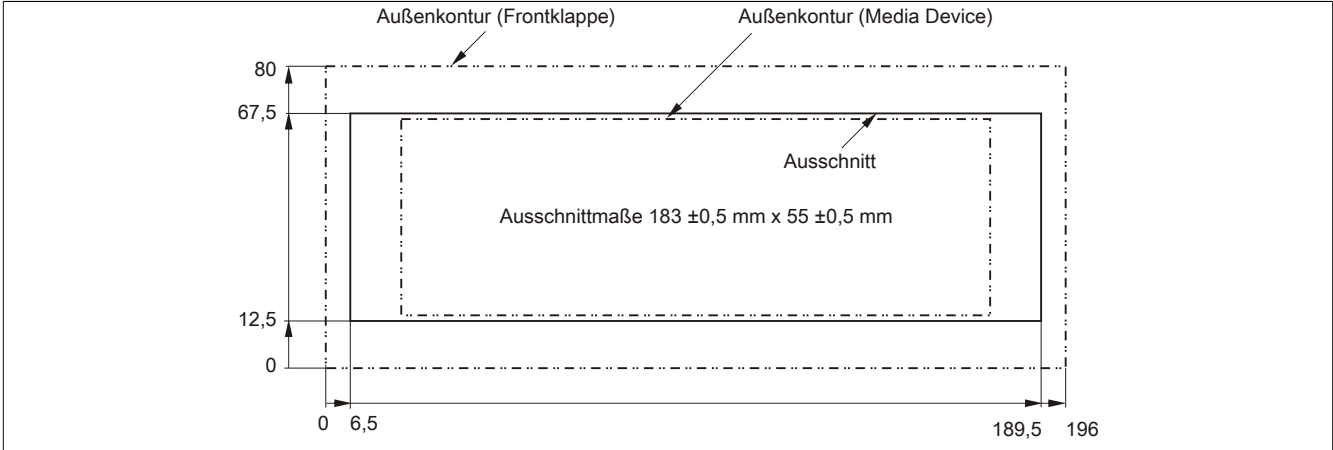 Außenkontur (Frontklappe)
Außenkontur (Media Device)
80
67,5
Ausschnitt
Ausschnittmaße 183 ±0,5 mm x 55 ±0,5 mm
12,5
0
0
6,5
189,5
196